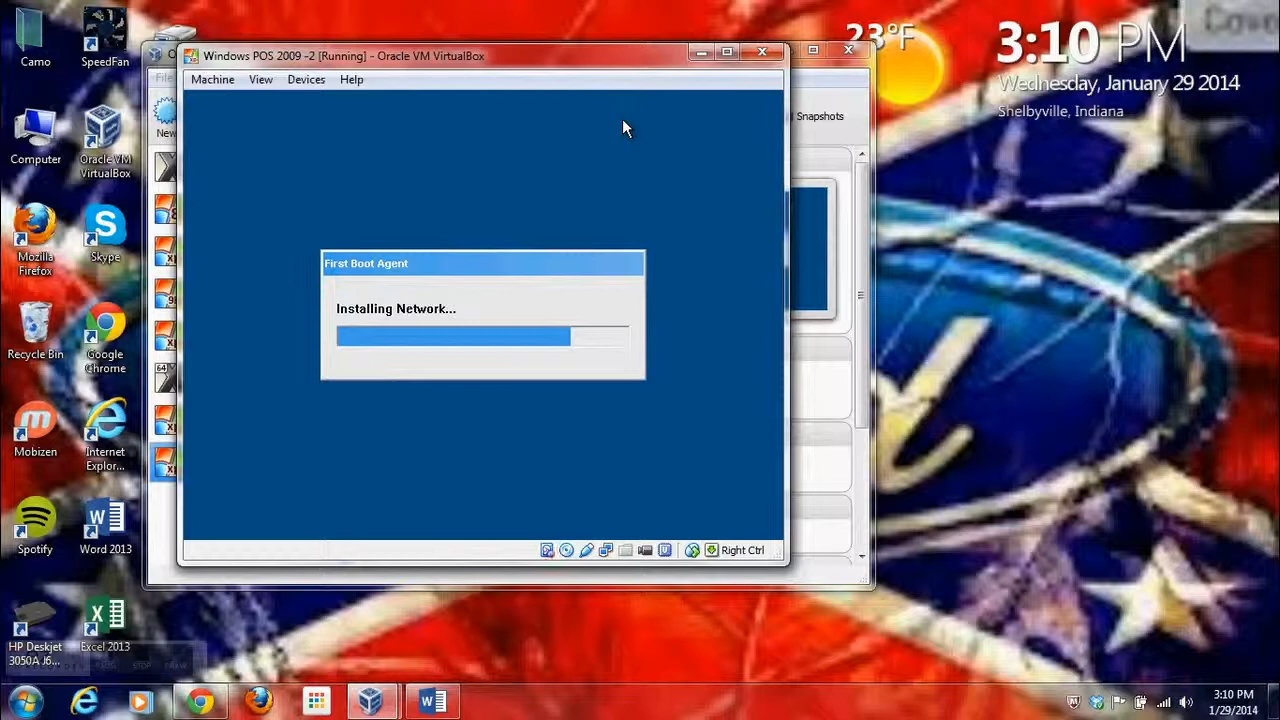 Camo
SpeedFan
Computer
Oracle VM
VirtualBox
Mozilla
Firefox
Skype
Recycle Bin
Google
Chrome
Mobizen
Internet
Explor...
Spotify
Word 2013
HP Deskjet
3050A J6...
Excel 2013
Windows POS 2009 -2 [Running] - Oracle VM VirtualBox
Machine View Devices Help
File
New
Snapshots
First Boot Agent
Installing Network...
Right Ctrl
23°F
3:10 PM
Wednesday, January 29 2014
Shelbyville, Indiana
STOP
3:10 PM
1/29/2014